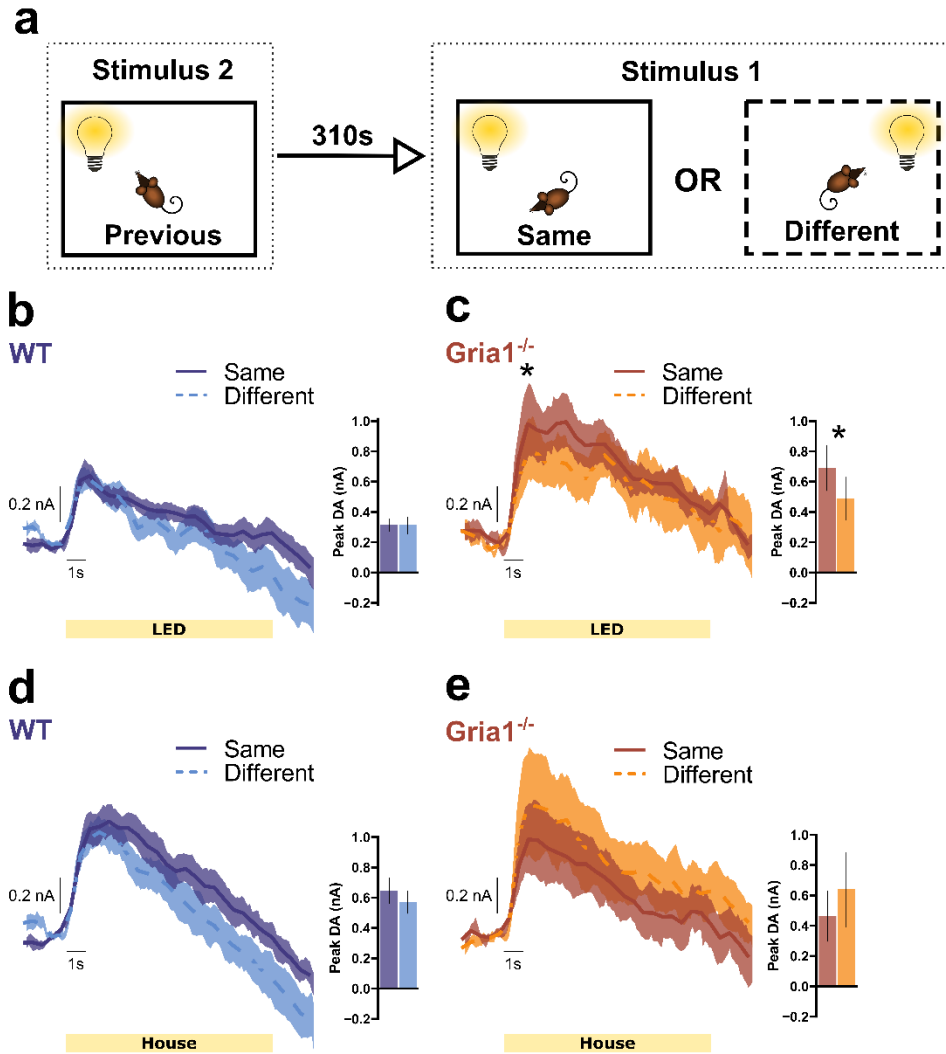 a
Stimulus 2
Stimulus 1
310s
OR
Previous
Same
Different
b
WT
Same
Different
0.2 nA
1s
LED
Peak DA (nA)
1.0
0.8
0.6
0.4
0.2
0.0
−0.2
c
Gria1-/-
Same
Different
*
0.2 nA
1s
LED
*
Peak DA (nA)
1.0
0.8
0.6
0.4
0.2
0.0
−0.2
d
WT
Same
Different
0.2 nA
1s
House
Peak DA (nA)
1.0
0.8
0.6
0.4
0.2
0.0
−0.2
e
Gria1-/-
Same
Different
0.2 nA
1s
House
Peak DA (nA)
1.0
0.8
0.6
0.4
0.2
0.0
−0.2